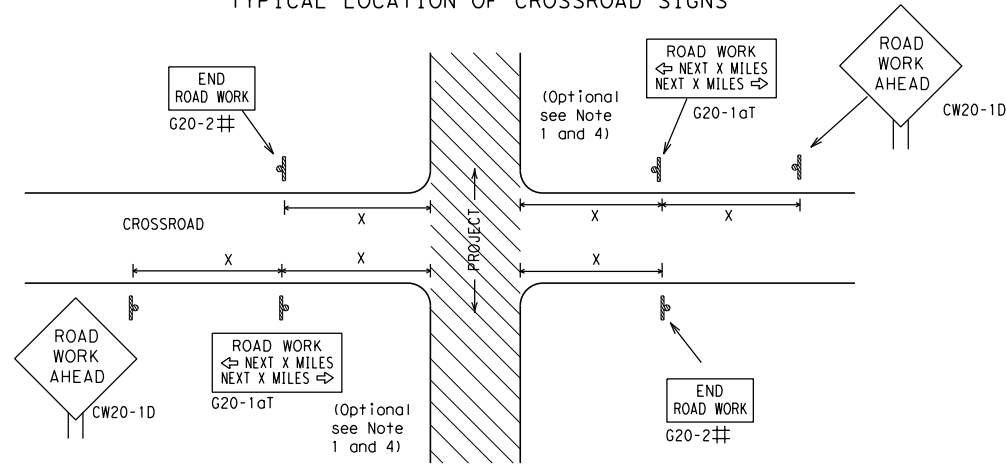 TYPICAL LOCATION OF CROSSROAD SIGNS
END
ROAD WORK
G20-2⌗
(Optional
see Note
1 and 4)
ROAD WORK
⇦ NEXT X MILES
NEXT X MILES ⇨
G20-1aT
ROAD
WORK
AHEAD
CW20-1D
X
X
X
CROSSROAD
PROJECT
X
X
X
ROAD
WORK
AHEAD
CW20-1D
ROAD WORK
⇦ NEXT X MILES
NEXT X MILES ⇨
G20-1aT
(Optional
see Note
1 and 4)
END
ROAD WORK
G20-2⌗